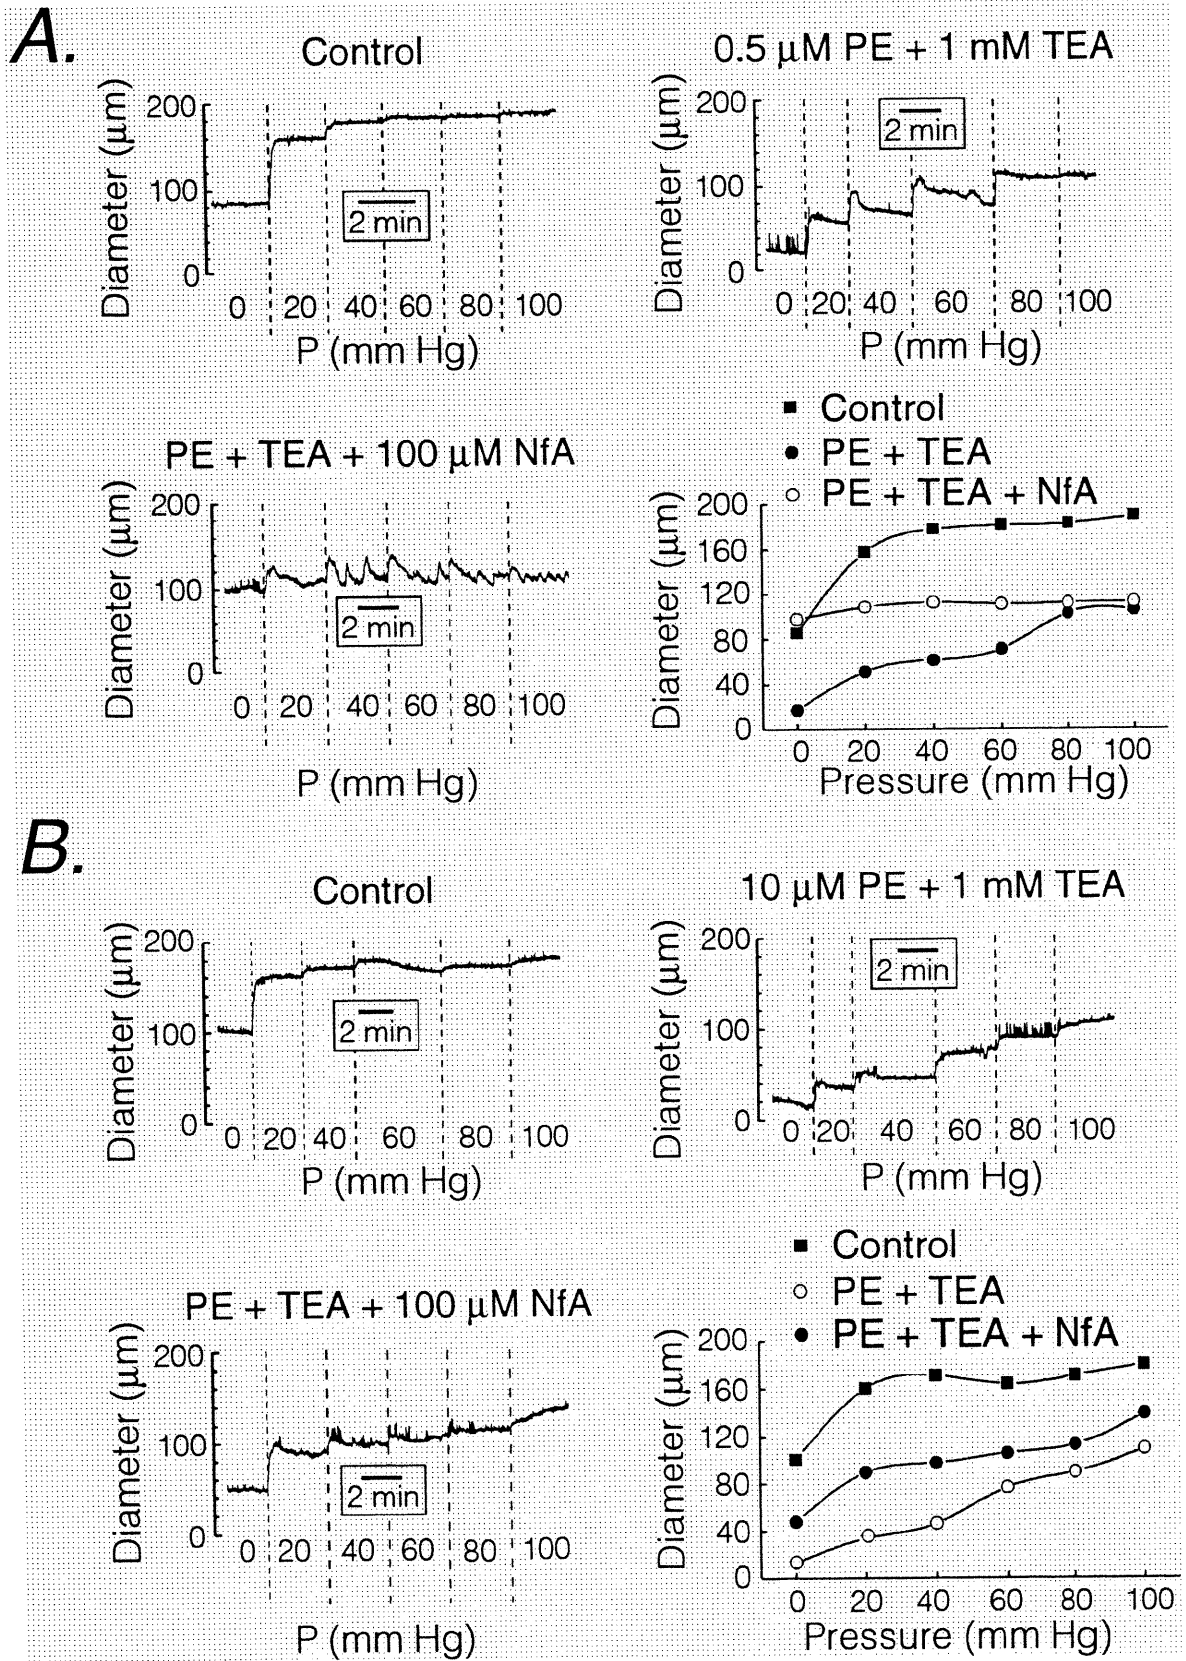 A.
Control
Diameter (μm)
200
100
0
2 min
0 20 40 60 80 100
P (mm Hg)
0.5 μM PE + 1 mM TEA
Diameter (μm)
200
100
0
2 min
0 20 40 60 80 100
P (mm Hg)
PE + TEA + 100 μM NfA
Diameter (μm)
200
100
0
2 min
0 20 40 60 80 100
P (mm Hg)
Control
PE + TEA
PE + TEA + NfA
Diameter (μm)
200
160
120
80
40
0
0 20 40 60 80 100
Pressure (mm Hg)
B.
Control
Diameter (μm)
200
100
0
2 min
0 20 40 60 80 100
P (mm Hg)
10 μM PE + 1 mM TEA
Diameter (μm)
200
100
0
2 min
0 20 40 60 80 100
P (mm Hg)
PE + TEA + 100 μM NfA
Diameter (μm)
200
100
0
2 min
0 20 40 60 80 100
P (mm Hg)
Control
PE + TEA
PE + TEA + NfA
Diameter (μm)
200
160
120
80
40
0
0 20 40 60 80 100
Pressure (mm Hg)